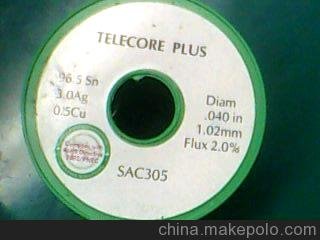 TELECORE PLUS
96.5 Sn
3.0Ag
0.5Cu
Diam
.040 in
1.02mm
Flux 2.0%
SAC305
china.makepolo.com